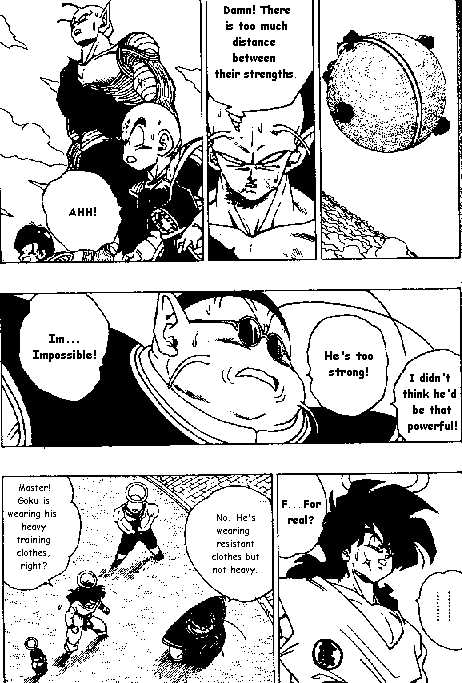 AHH!
Damn! There
is too much
distance
between
their strengths.
Im...
Impossible!
He's too
strong!
I didn't
think he'd
be that
powerful!
Master!
Goku is
wearing his
heavy
training
clothes,
right?
No. He's
wearing
resistant
clothes but
not heavy.
F...For
real?